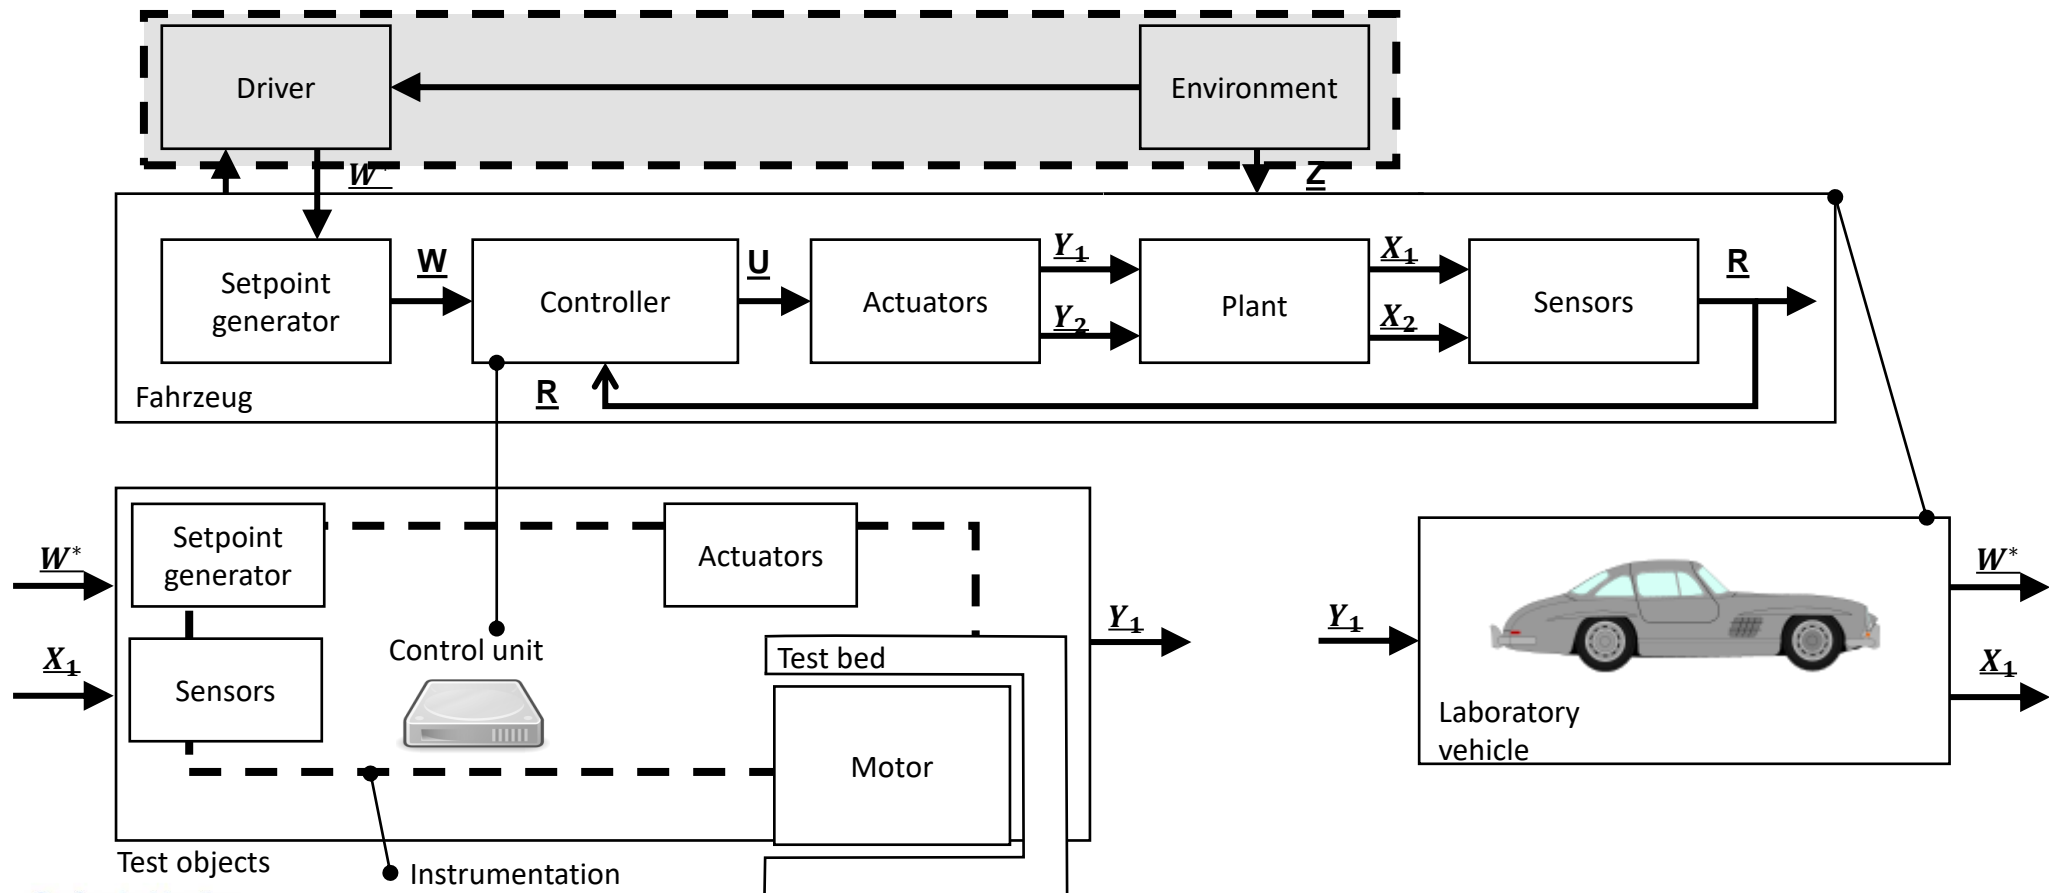 Driver
Environment
W*
Z
Setpoint
generator
W
Controller
U
Actuators
Y1
Y2
Plant
X1
X2
Sensors
R
R
Fahrzeug
Setpoint
generator
Actuators
W*
Control unit
Y1
X1
Sensors
Test bed
Motor
Test objects
Instrumentation
Y1
W*
X1
Laboratory
vehicle